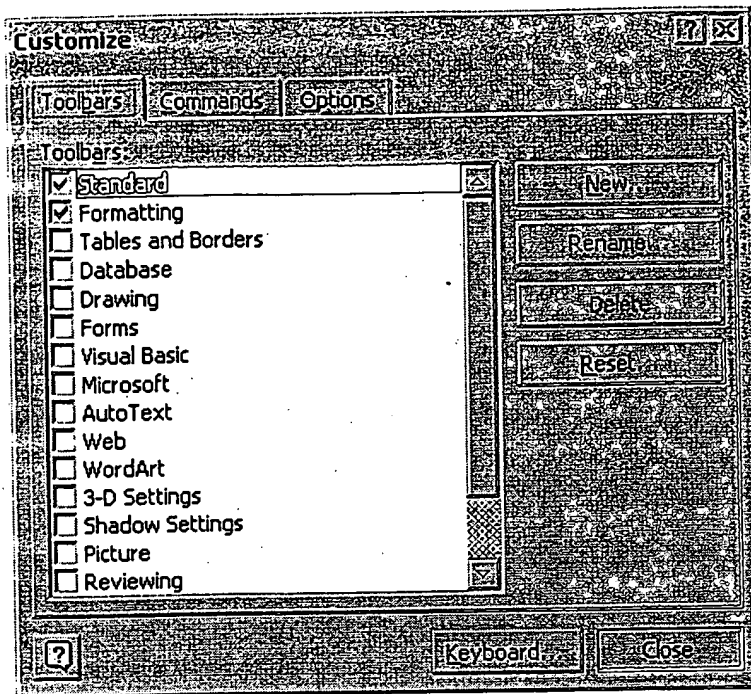 Customize ? X
Toolbars Commands Options
Toolbars:
Standard
Formatting
Tables and Borders
Database
Drawing
Forms
Visual Basic
Microsoft
AutoText
Web
WordArt
3-D Settings
Shadow Settings
Picture
Reviewing
New...
Rename...
Delete
Reset...
? Keyboard... Close